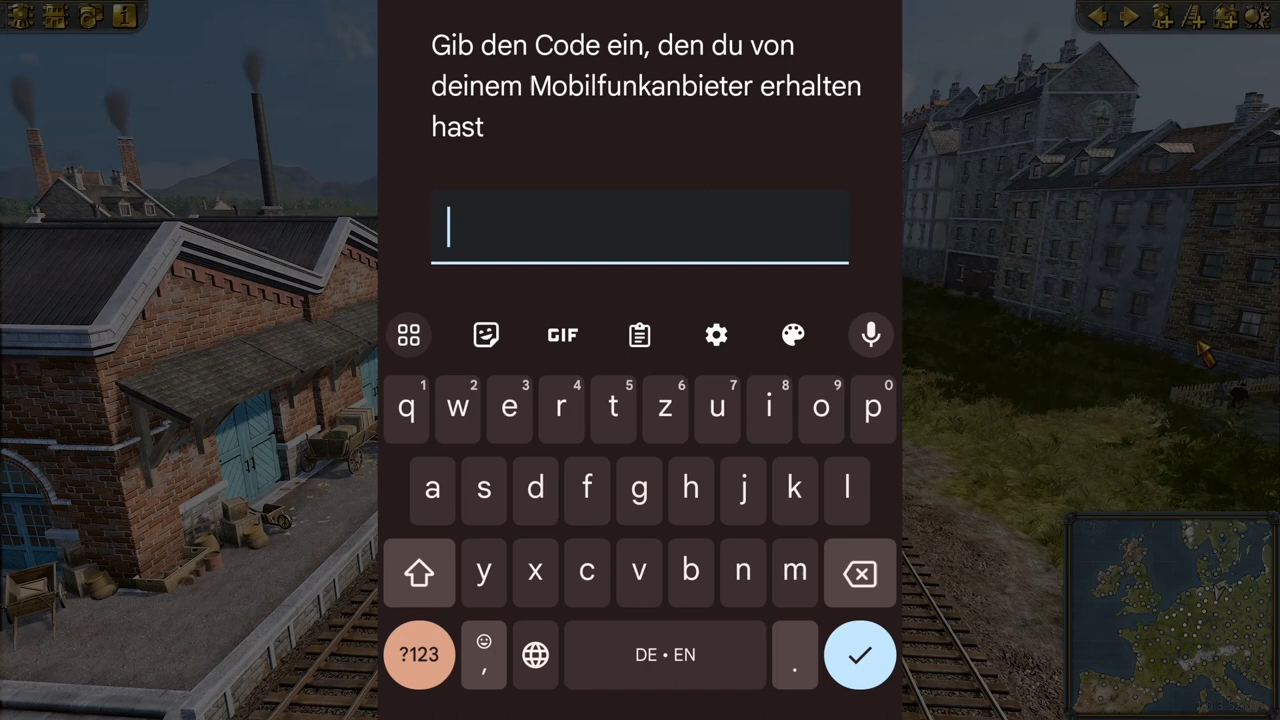 Gib den Code ein, den du von
deinem Mobilfunkanbieter erhalten
hast
GIF
1 2 3 4 5 6 7 8 9 0
q w e r t z u i o p
a s d f g h j k l
y x c v b n m
?123 , DE • EN .